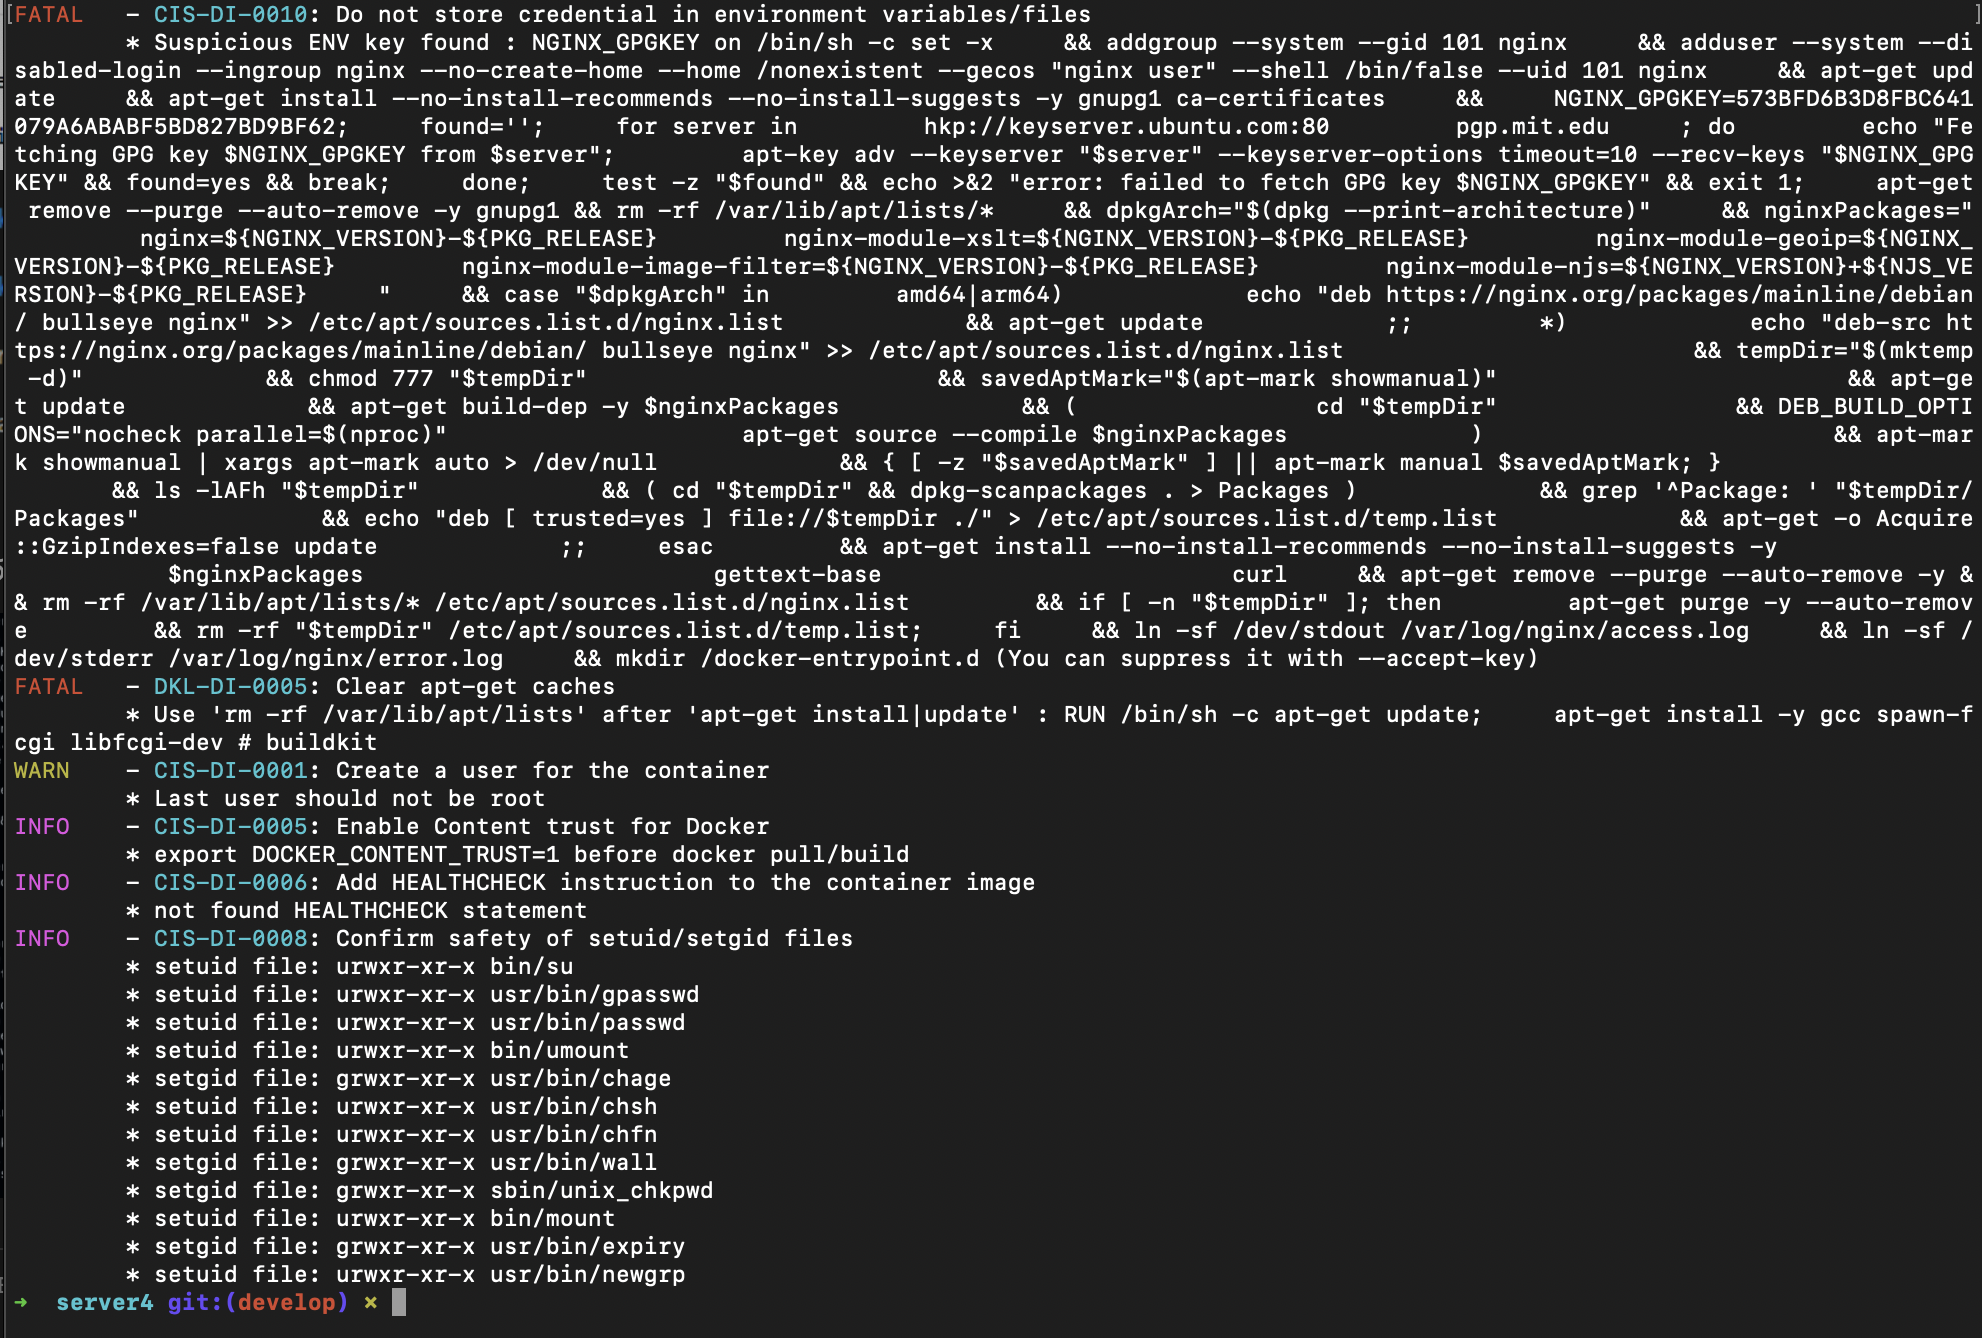 [FATAL   - CIS-DI-0010: Do not store credential in environment variables/files ]
        * Suspicious ENV key found : NGINX_GPGKEY on /bin/sh -c set -x     && addgroup --system --gid 101 nginx     && adduser --system --di
sabled-login --ingroup nginx --no-create-home --home /nonexistent --gecos "nginx user" --shell /bin/false --uid 101 nginx     && apt-get upd
ate     && apt-get install --no-install-recommends --no-install-suggests -y gnupg1 ca-certificates     &&     NGINX_GPGKEY=573BFD6B3D8FBC641
079A6ABABF5BD827BD9BF62;     found='';     for server in         hkp://keyserver.ubuntu.com:80         pgp.mit.edu     ; do         echo "Fe
tching GPG key $NGINX_GPGKEY from $server";         apt-key adv --keyserver "$server" --keyserver-options timeout=10 --recv-keys "$NGINX_GPG
KEY" && found=yes && break;     done;     test -z "$found" && echo >&2 "error: failed to fetch GPG key $NGINX_GPGKEY" && exit 1;     apt-get
 remove --purge --auto-remove -y gnupg1 && rm -rf /var/lib/apt/lists/*     && dpkgArch="$(dpkg --print-architecture)"     && nginxPackages="
         nginx=${NGINX_VERSION}-${PKG_RELEASE}         nginx-module-xslt=${NGINX_VERSION}-${PKG_RELEASE}         nginx-module-geoip=${NGINX_
VERSION}-${PKG_RELEASE}         nginx-module-image-filter=${NGINX_VERSION}-${PKG_RELEASE}         nginx-module-njs=${NGINX_VERSION}+${NJS_VE
RSION}-${PKG_RELEASE}     "     && case "$dpkgArch" in         amd64|arm64)             echo "deb https://nginx.org/packages/mainline/debian
/ bullseye nginx" >> /etc/apt/sources.list.d/nginx.list             && apt-get update             ;;         *)             echo "deb-src ht
tps://nginx.org/packages/mainline/debian/ bullseye nginx" >> /etc/apt/sources.list.d/nginx.list                         && tempDir="$(mktemp
 -d)"             && chmod 777 "$tempDir"                         && savedAptMark="$(apt-mark showmanual)"                         && apt-ge
t update             && apt-get build-dep -y $nginxPackages             && (                 cd "$tempDir"                 && DEB_BUILD_OPTI
ONS="nocheck parallel=$(nproc)"                     apt-get source --compile $nginxPackages             )                         && apt-mar
k showmanual | xargs apt-mark auto > /dev/null             && { [ -z "$savedAptMark" ] || apt-mark manual $savedAptMark; }
       && ls -lAFh "$tempDir"             && ( cd "$tempDir" && dpkg-scanpackages . > Packages )             && grep '^Package: ' "$tempDir/
Packages"             && echo "deb [ trusted=yes ] file://$tempDir ./" > /etc/apt/sources.list.d/temp.list             && apt-get -o Acquire
::GzipIndexes=false update             ;;     esac         && apt-get install --no-install-recommends --no-install-suggests -y
           $nginxPackages                         gettext-base                         curl     && apt-get remove --purge --auto-remove -y &
& rm -rf /var/lib/apt/lists/* /etc/apt/sources.list.d/nginx.list         && if [ -n "$tempDir" ]; then         apt-get purge -y --auto-remov
e         && rm -rf "$tempDir" /etc/apt/sources.list.d/temp.list;     fi     && ln -sf /dev/stdout /var/log/nginx/access.log     && ln -sf /
dev/stderr /var/log/nginx/error.log     && mkdir /docker-entrypoint.d (You can suppress it with --accept-key)
FATAL   - DKL-DI-0005: Clear apt-get caches
        * Use 'rm -rf /var/lib/apt/lists' after 'apt-get install|update' : RUN /bin/sh -c apt-get update;     apt-get install -y gcc spawn-f
cgi libfcgi-dev # buildkit
WARN    - CIS-DI-0001: Create a user for the container
        * Last user should not be root
INFO    - CIS-DI-0005: Enable Content trust for Docker
        * export DOCKER_CONTENT_TRUST=1 before docker pull/build
INFO    - CIS-DI-0006: Add HEALTHCHECK instruction to the container image
        * not found HEALTHCHECK statement
INFO    - CIS-DI-0008: Confirm safety of setuid/setgid files
        * setuid file: urwxr-xr-x bin/su
        * setuid file: urwxr-xr-x usr/bin/gpasswd
        * setuid file: urwxr-xr-x usr/bin/passwd
        * setuid file: urwxr-xr-x bin/umount
        * setgid file: grwxr-xr-x usr/bin/chage
        * setuid file: urwxr-xr-x usr/bin/chsh
        * setuid file: urwxr-xr-x usr/bin/chfn
        * setgid file: grwxr-xr-x usr/bin/wall
        * setgid file: grwxr-xr-x sbin/unix_chkpwd
        * setuid file: urwxr-xr-x bin/mount
        * setgid file: grwxr-xr-x usr/bin/expiry
        * setuid file: urwxr-xr-x usr/bin/newgrp
➜  server4 git:(develop) ✗